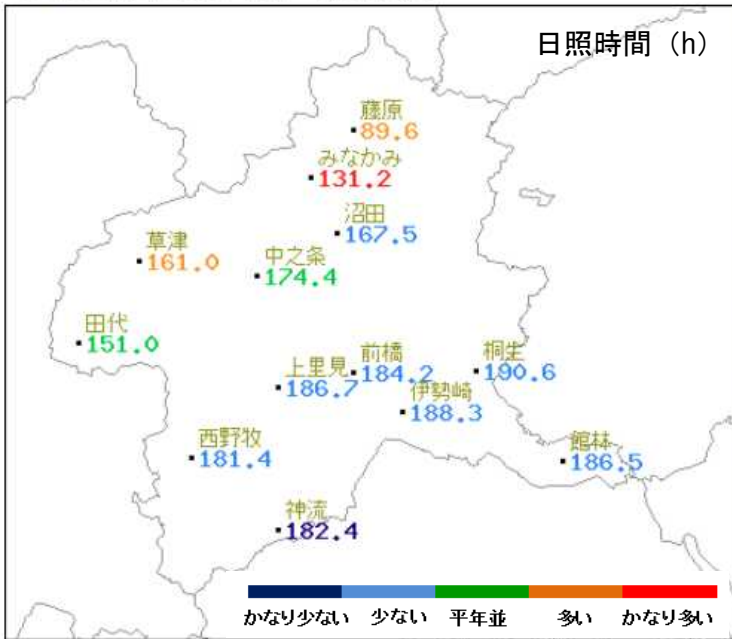 日照時間（h）
藤原
89.6
みなかみ
131.2
沼田
167.5
草津
161.0
中之条
174.4
田代
151.0
上里見
186.7
前橋
184.2
桐生
190.6
伊勢崎
188.3
西野牧
181.4
館林
186.5
神流
182.4
かなり少ない 少ない 平年並 多い かなり多い